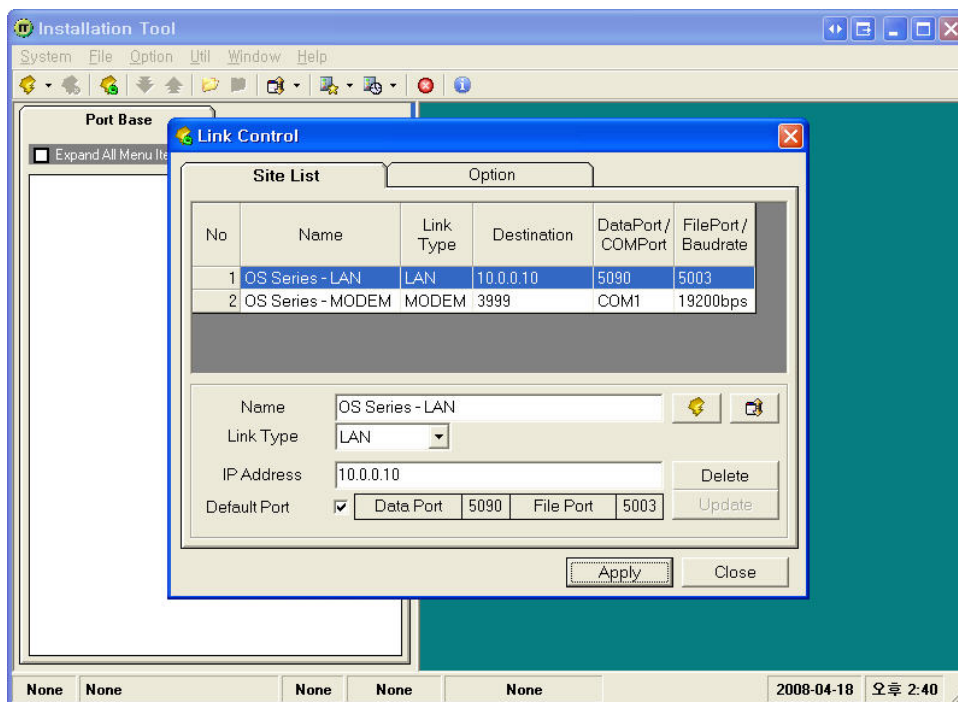 Installation Tool
System File Option Util Window Help
Port Base
Expand All Menu Ite
Link Control
Site List Option
No Name Link Type Destination DataPort/COMPort FilePort/Baudrate
1 OS Series - LAN LAN 10.0.0.10 5090 5003
2 OS Series - MODEM MODEM 3999 COM1 19200bps
Name OS Series - LAN
Link Type LAN
IP Address 10.0.0.10 Delete
Default Port Data Port 5090 File Port 5003 Update
Apply Close
None None None None None 2008-04-18 오후 2:40